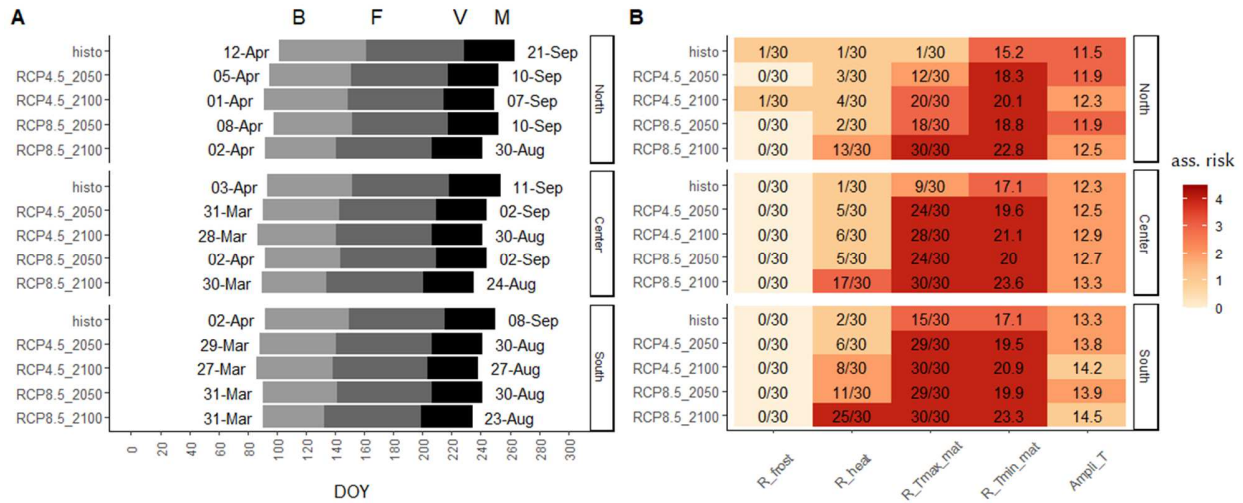 A
B F V M
histo 12-Apr 21-Sep
RCP4.5_2050 05-Apr 10-Sep
RCP4.5_2100 01-Apr 07-Sep
RCP8.5_2050 08-Apr 10-Sep
RCP8.5_2100 02-Apr 30-Aug
North
histo 03-Apr 11-Sep
RCP4.5_2050 31-Mar 02-Sep
RCP4.5_2100 28-Mar 30-Aug
RCP8.5_2050 02-Apr 02-Sep
RCP8.5_2100 30-Mar 24-Aug
Center
histo 02-Apr 08-Sep
RCP4.5_2050 29-Mar 30-Aug
RCP4.5_2100 27-Mar 27-Aug
RCP8.5_2050 31-Mar 30-Aug
RCP8.5_2100 31-Mar 23-Aug
South
0 20 40 60 80 100 120 140 160 180 200 220 240 260 280 300
DOY
B
histo 1/30 1/30 1/30 15.2 11.5
RCP4.5_2050 0/30 3/30 12/30 18.3 11.9
RCP4.5_2100 1/30 4/30 20/30 20.1 12.3
RCP8.5_2050 0/30 2/30 18/30 18.8 11.9
RCP8.5_2100 0/30 13/30 30/30 22.8 12.5
North
histo 0/30 1/30 9/30 17.1 12.3
RCP4.5_2050 0/30 5/30 24/30 19.6 12.5
RCP4.5_2100 0/30 6/30 28/30 21.1 12.9
RCP8.5_2050 0/30 5/30 24/30 20 12.7
RCP8.5_2100 0/30 17/30 30/30 23.6 13.3
Center
histo 0/30 2/30 15/30 17.1 13.3
RCP4.5_2050 0/30 6/30 29/30 19.5 13.8
RCP4.5_2100 0/30 8/30 30/30 20.9 14.2
RCP8.5_2050 0/30 11/30 29/30 19.9 13.9
RCP8.5_2100 0/30 25/30 30/30 23.3 14.5
South
R_frost R_heat R_Tmax_mat R_Tmin_mat Ampli_T
ass. risk
4
3
2
1
0